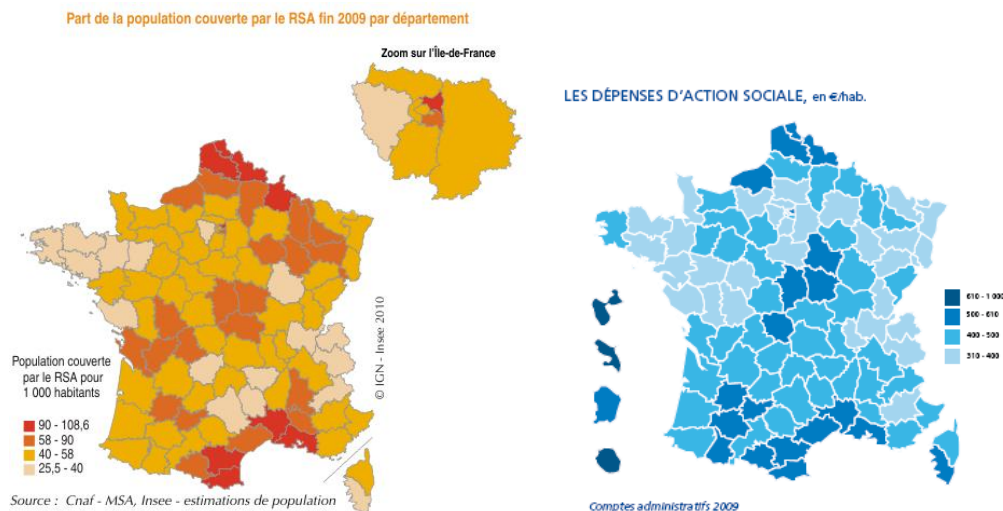 Part de la population couverte par le RSA fin 2009 par département
Zoom sur l'Île-de-France
Population couverte
par le RSA pour
1 000 habitants
90 - 108,6
58 - 90
40 - 58
25,5 - 40
© IGN - Insee 2010
Source : Cnaf - MSA, Insee - estimations de population
LES DÉPENSES D'ACTION SOCIALE, en €/hab.
610 - 1 000
500 - 610
400 - 500
310 - 400
Comptes administratifs 2009